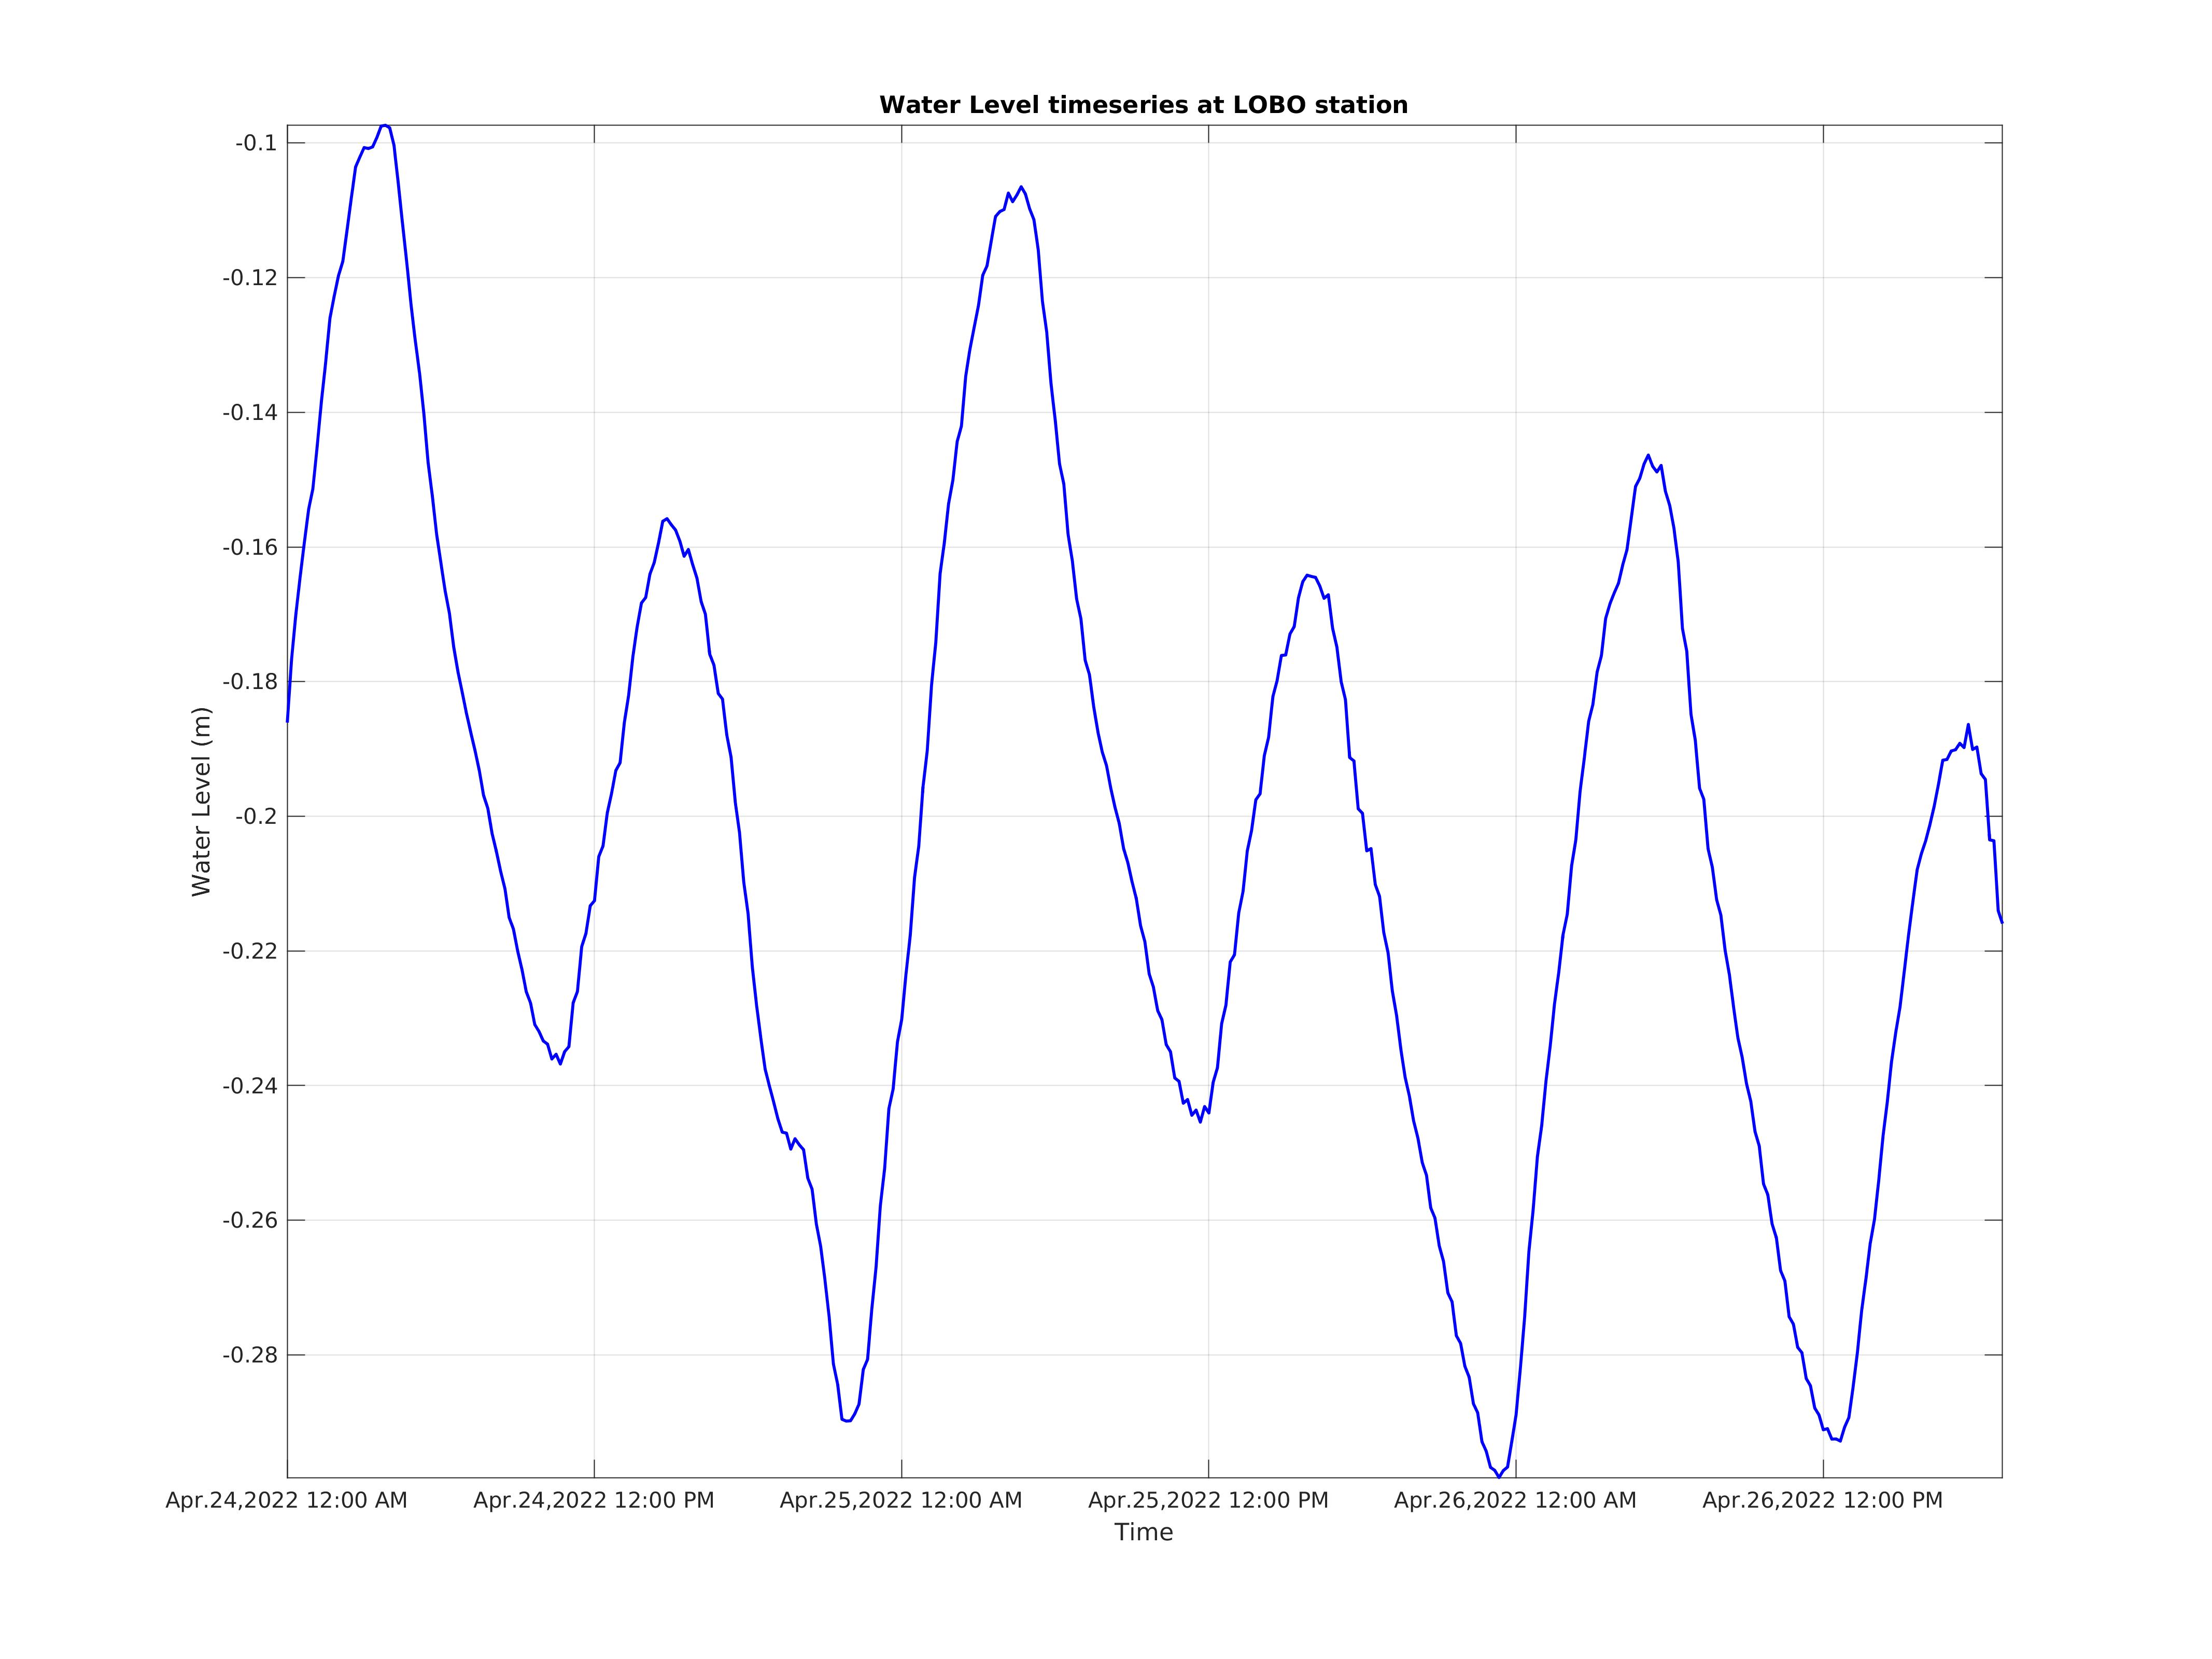 Water Level timeseries at LOBO station
-0.1
-0.12
-0.14
-0.16
-0.18
-0.2
-0.22
-0.24
-0.26
-0.28
Water Level (m)
Apr.24,2022 12:00 AM
Apr.24,2022 12:00 PM
Apr.25,2022 12:00 AM
Apr.25,2022 12:00 PM
Apr.26,2022 12:00 AM
Apr.26,2022 12:00 PM
Time